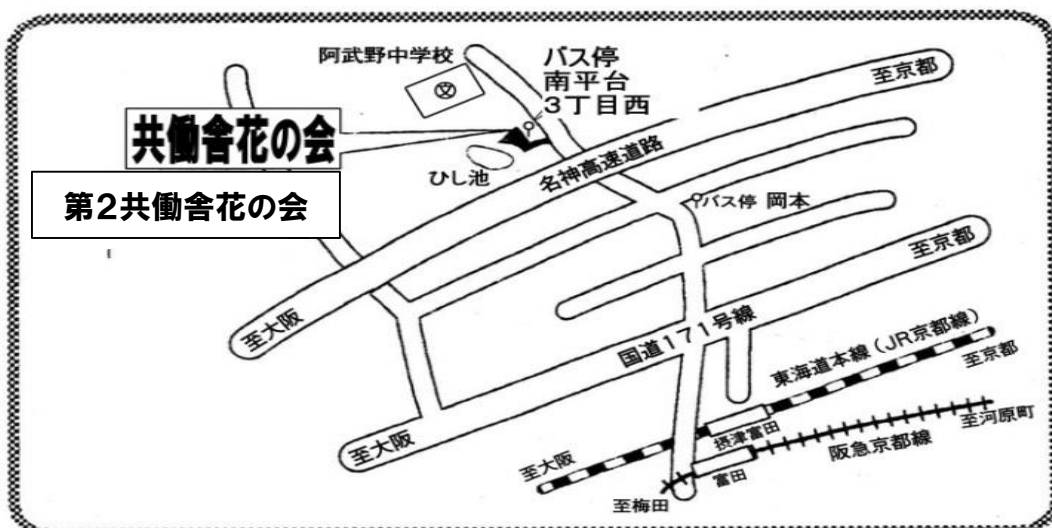 阿武野中学校
バス停
南平台
3丁目西
至京都
文
共働舎花の会
ひし池
名神高速道路
第2共働舎花の会
バス停 岡本
至京都
至大阪
国道171号線
東海道本線(JR京都線)
至京都
至大阪
摂津富田
至河原町
至大阪
阪急京都線
富田
至梅田